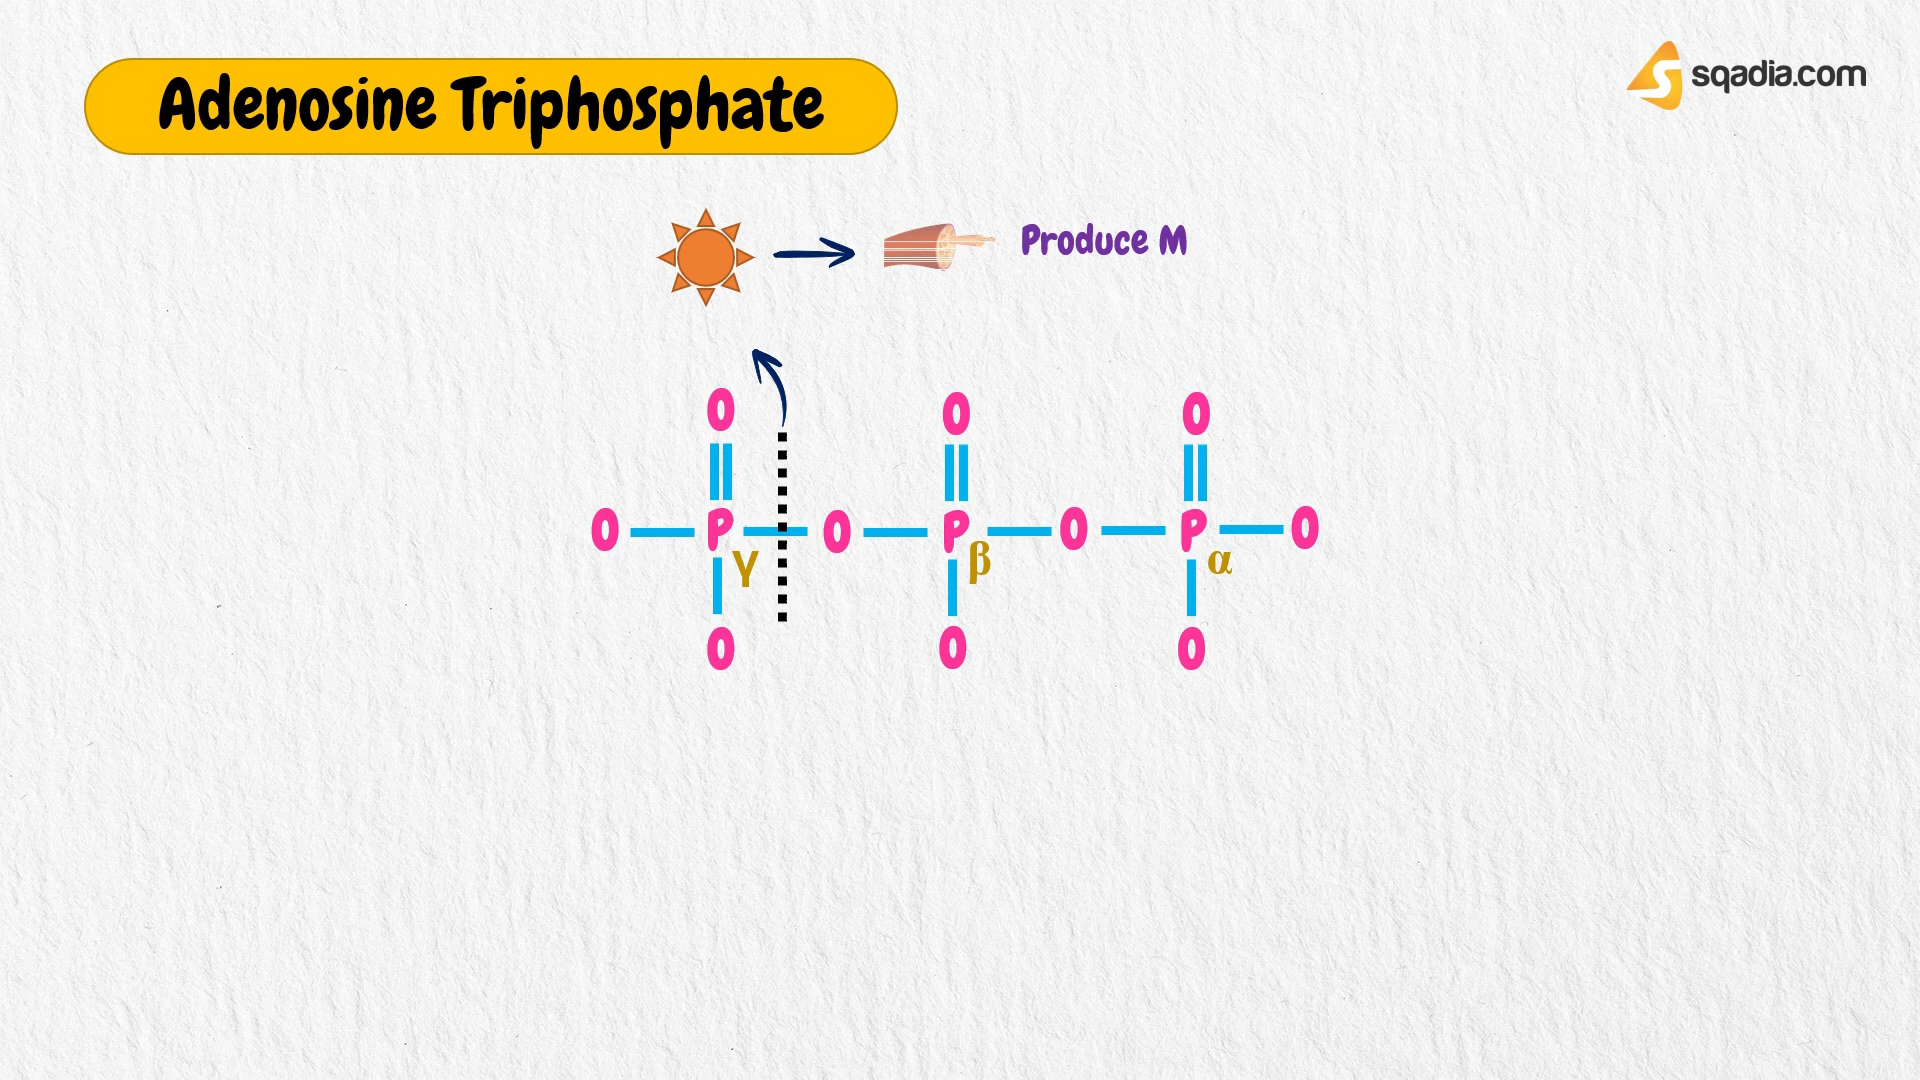 Adenosine Triphosphate
sqadia.com
Produce M
O O O
O P O P O P O
γ β α
O O O